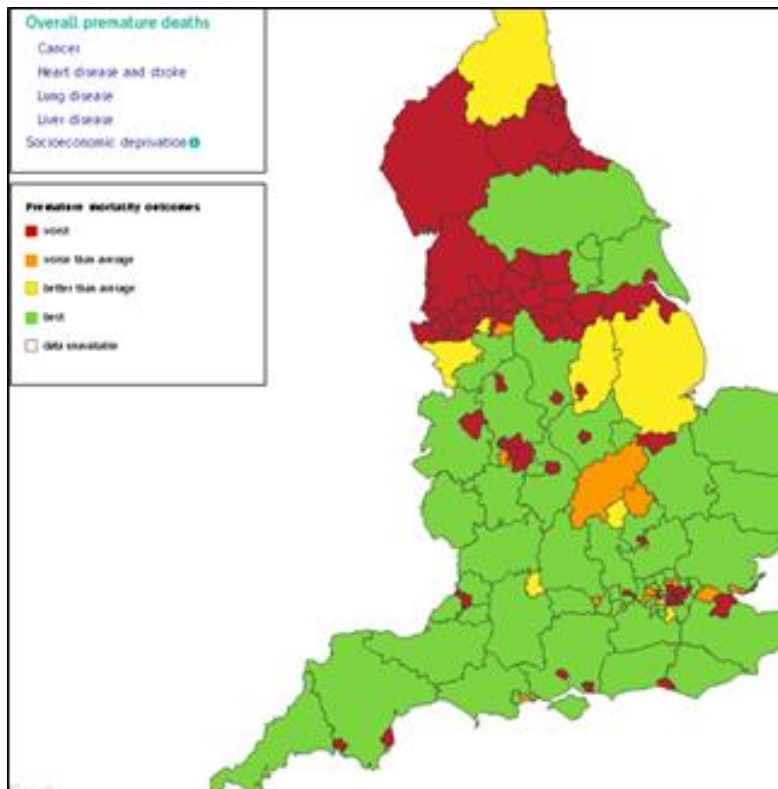 Overall premature deaths
Cancer
Heart disease and stroke
Lung disease
Liver disease
Socioeconomic deprivation
Premature mortality outcomes
worst
worse than average
better than average
best
data unavailable